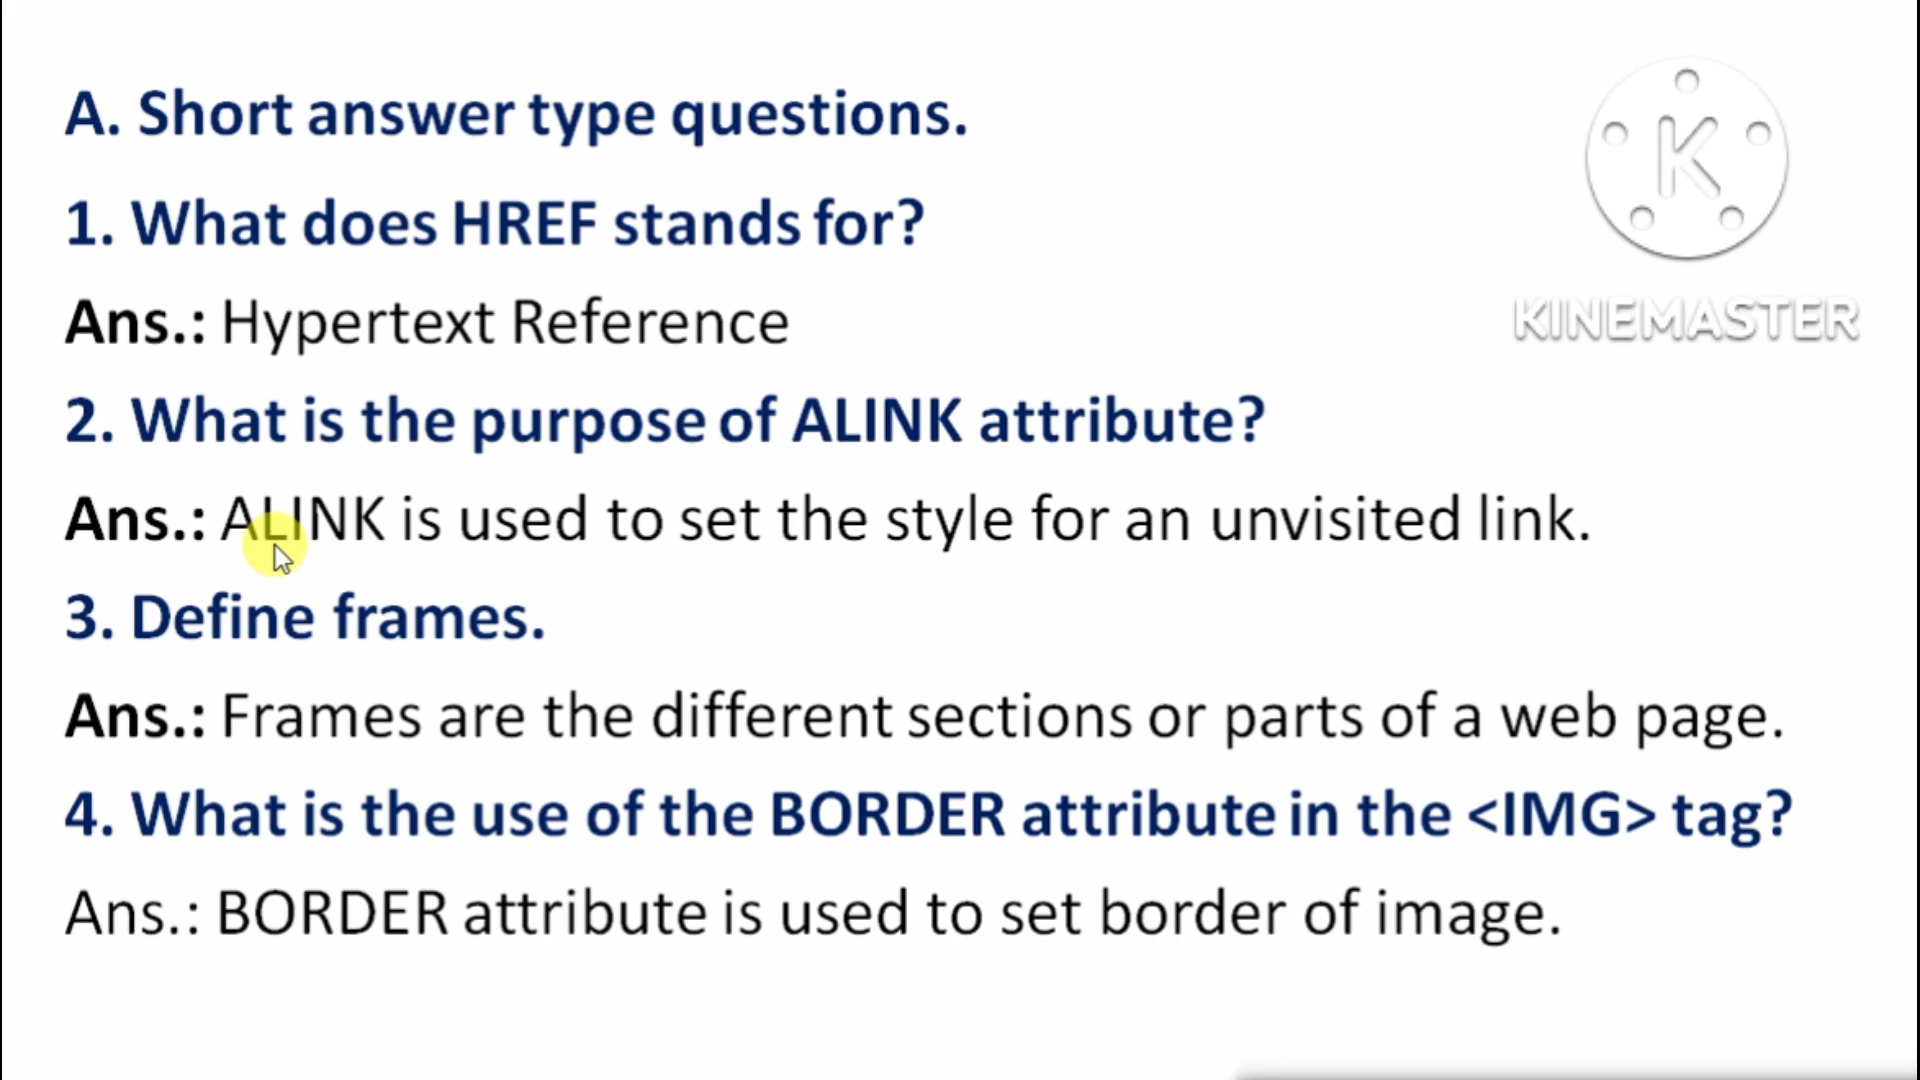 A. Short answer type questions.
1. What does HREF stands for?
Ans.: Hypertext Reference
2. What is the purpose of ALINK attribute?
Ans.: ALINK is used to set the style for an unvisited link.
3. Define frames.
Ans.: Frames are the different sections or parts of a web page.
4. What is the use of the BORDER attribute in the <IMG> tag?
Ans.: BORDER attribute is used to set border of image.
K
KINEMASTER